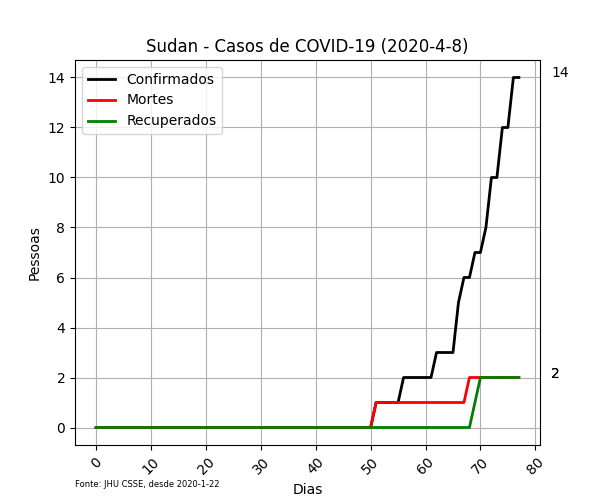 Sudan - Casos de COVID-19 (2020-4-8)
Confirmados
Mortes
Recuperados
14
2
Pessoas
14
12
10
8
6
4
2
0
0 10 20 30 40 50 60 70 80
Dias
Fonte: JHU CSSE, desde 2020-1-22